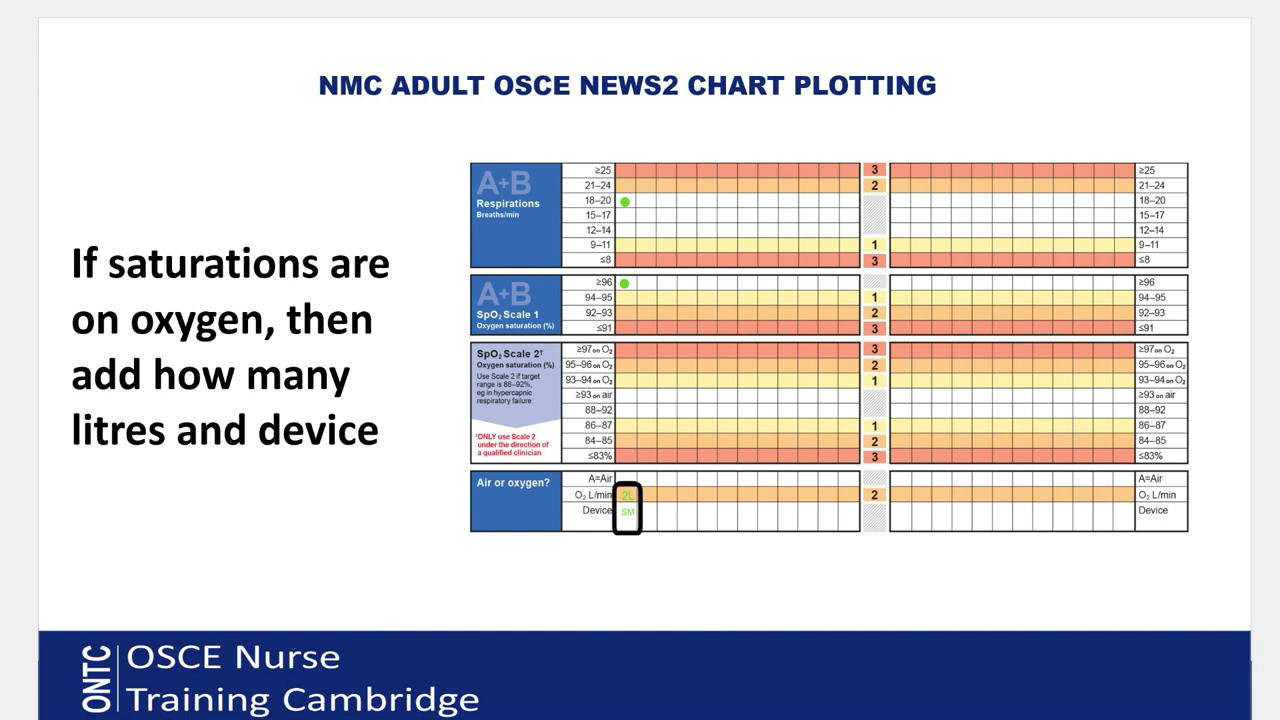 NMC ADULT OSCE NEWS2 CHART PLOTTING
If saturations are
on oxygen, then
add how many
litres and device
A+B
Respirations
Breaths/min
≥25 3 ≥25
21–24 2 21–24
18–20 18–20
15–17 15–17
12–14 12–14
9–11 1 9–11
≤8 3 ≤8
A+B
SpO₂ Scale 1
Oxygen saturation (%)
≥96 ≥96
94–95 1 94–95
92–93 2 92–93
≤91 3 ≤91
SpO₂ Scale 2†
Oxygen saturation (%)
Use Scale 2 if target
range is 88–92%,
eg in hypercapnic
respiratory failure
†ONLY use Scale 2
under the direction of
a qualified clinician
≥97 on O₂ 3 ≥97 on O₂
95–96 on O₂ 2 95–96 on O₂
93–94 on O₂ 1 93–94 on O₂
≥93 on air ≥93 on air
88–92 88–92
86–87 1 86–87
84–85 2 84–85
≤83% 3 ≤83%
Air or oxygen?
A=Air A=Air
O₂ L/min 2L 2 O₂ L/min
Device SM Device
ONTC
OSCE Nurse
Training Cambridge